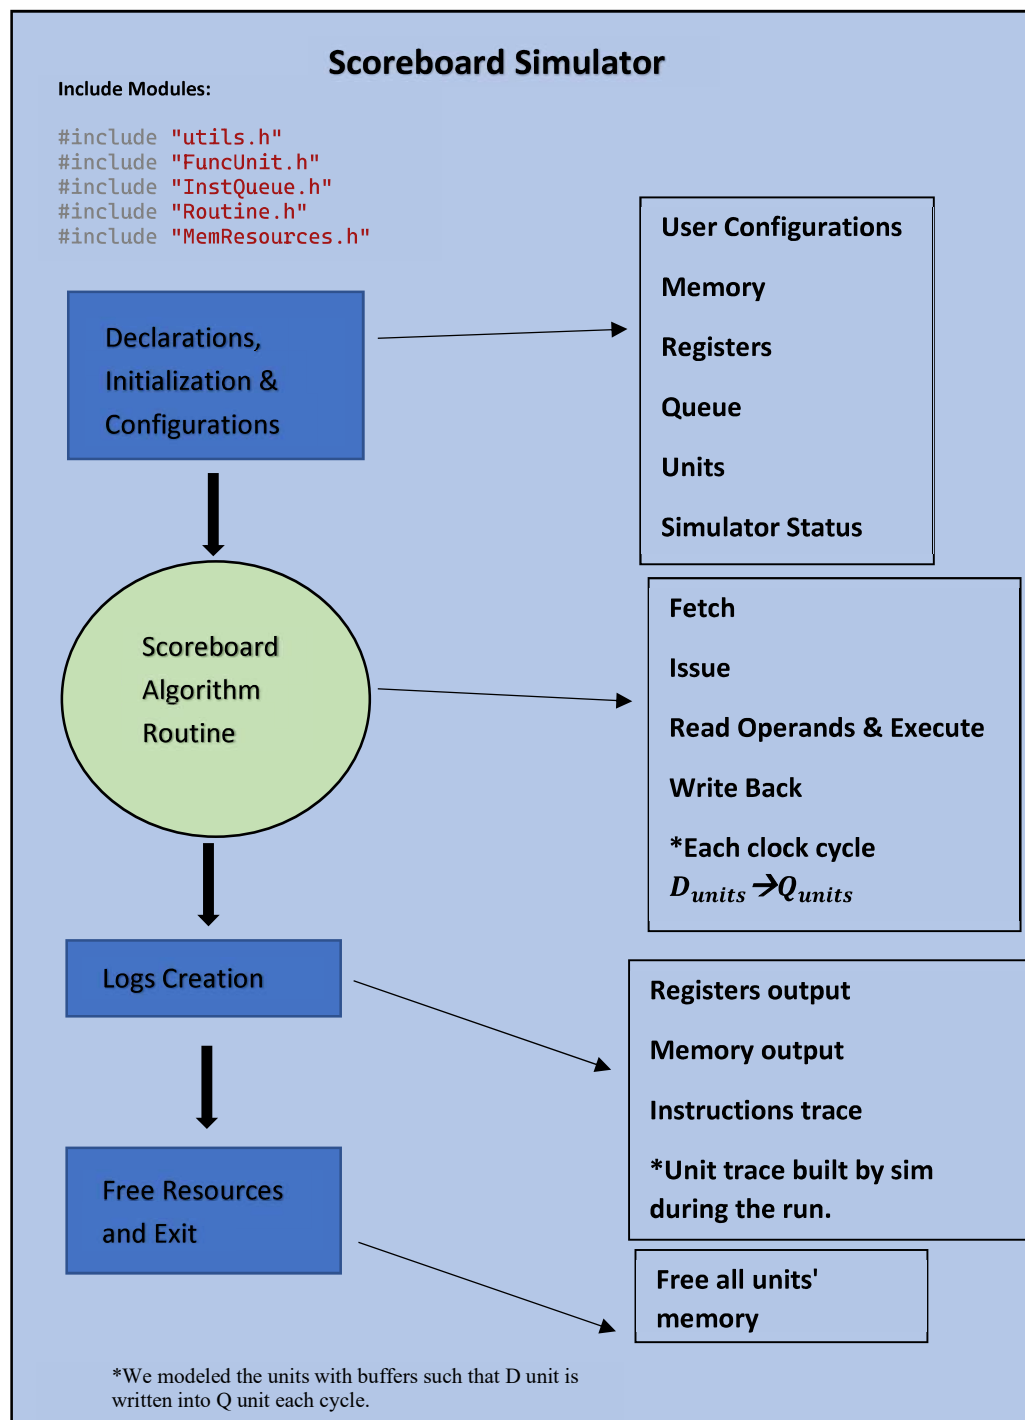 Scoreboard Simulator
Include Modules:
#include "utils.h"
#include "FuncUnit.h"
#include "InstQueue.h"
#include "Routine.h"
#include "MemResources.h"
Declarations,
Initialization &
Configurations
User Configurations
Memory
Registers
Queue
Units
Simulator Status
Scoreboard
Algorithm
Routine
Fetch
Issue
Read Operands & Execute
Write Back
*Each clock cycle
D_units → Q_units
Logs Creation
Registers output
Memory output
Instructions trace
*Unit trace built by sim
during the run.
Free Resources
and Exit
Free all units'
memory
*We modeled the units with buffers such that D unit is
written into Q unit each cycle.